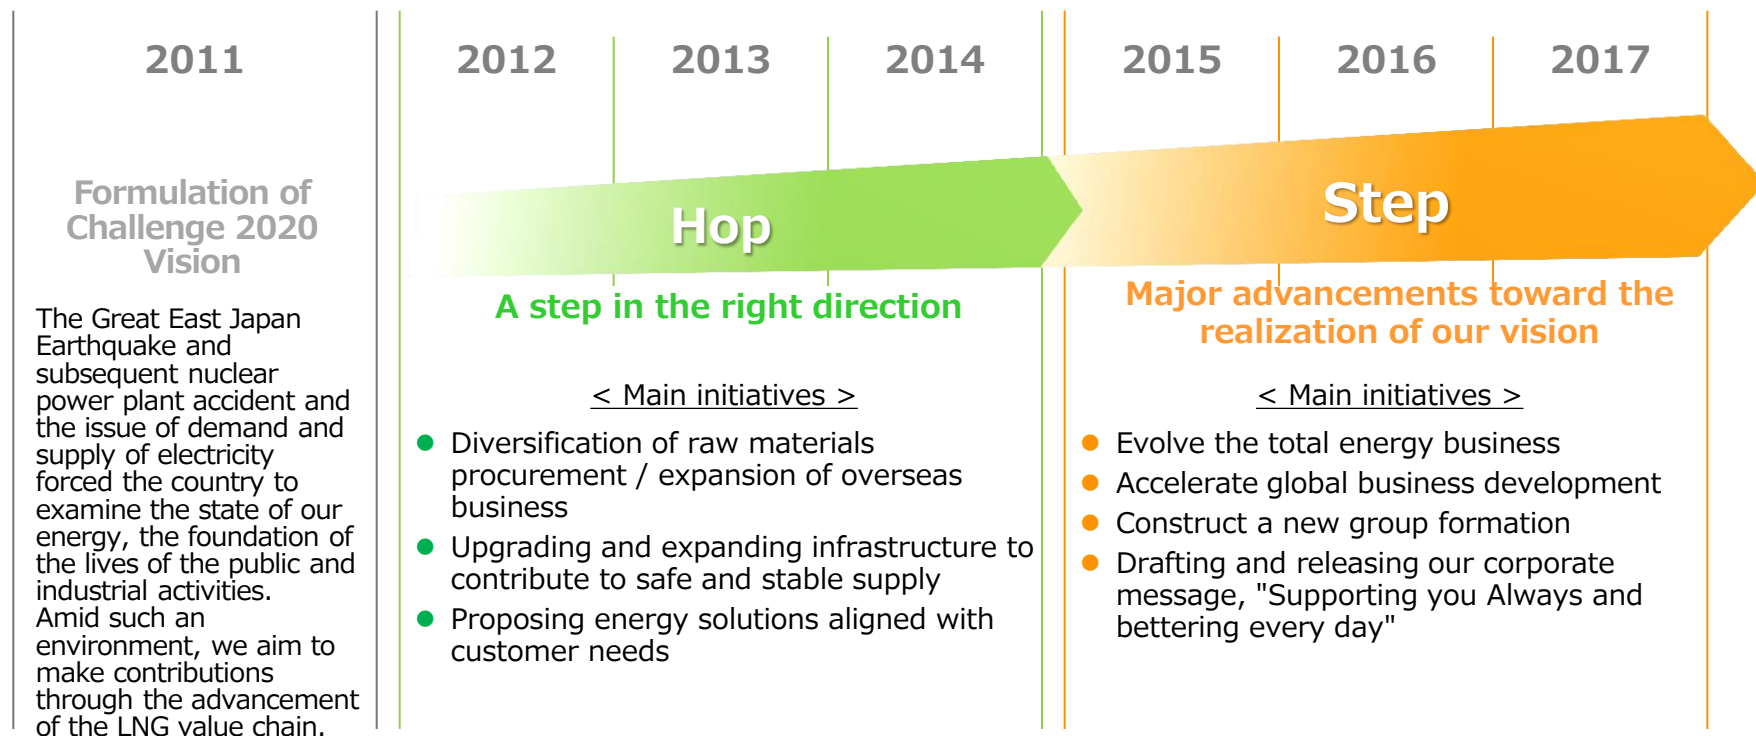 2011
Formulation of
Challenge 2020
Vision
The Great East Japan
Earthquake and
subsequent nuclear
power plant accident and
the issue of demand and
supply of electricity
forced the country to
examine the state of our
energy, the foundation of
the lives of the public and
industrial activities.
Amid such an
environment, we aim to
make contributions
through the advancement
of the LNG value chain.
2012
2013
2014
Hop
A step in the right direction
< Main initiatives >
● Diversification of raw materials
procurement / expansion of overseas
business
● Upgrading and expanding infrastructure to
contribute to safe and stable supply
● Proposing energy solutions aligned with
customer needs
2015
2016
2017
Step
Major advancements toward the
realization of our vision
< Main initiatives >
● Evolve the total energy business
● Accelerate global business development
● Construct a new group formation
● Drafting and releasing our corporate
message, "Supporting you Always and
bettering every day"